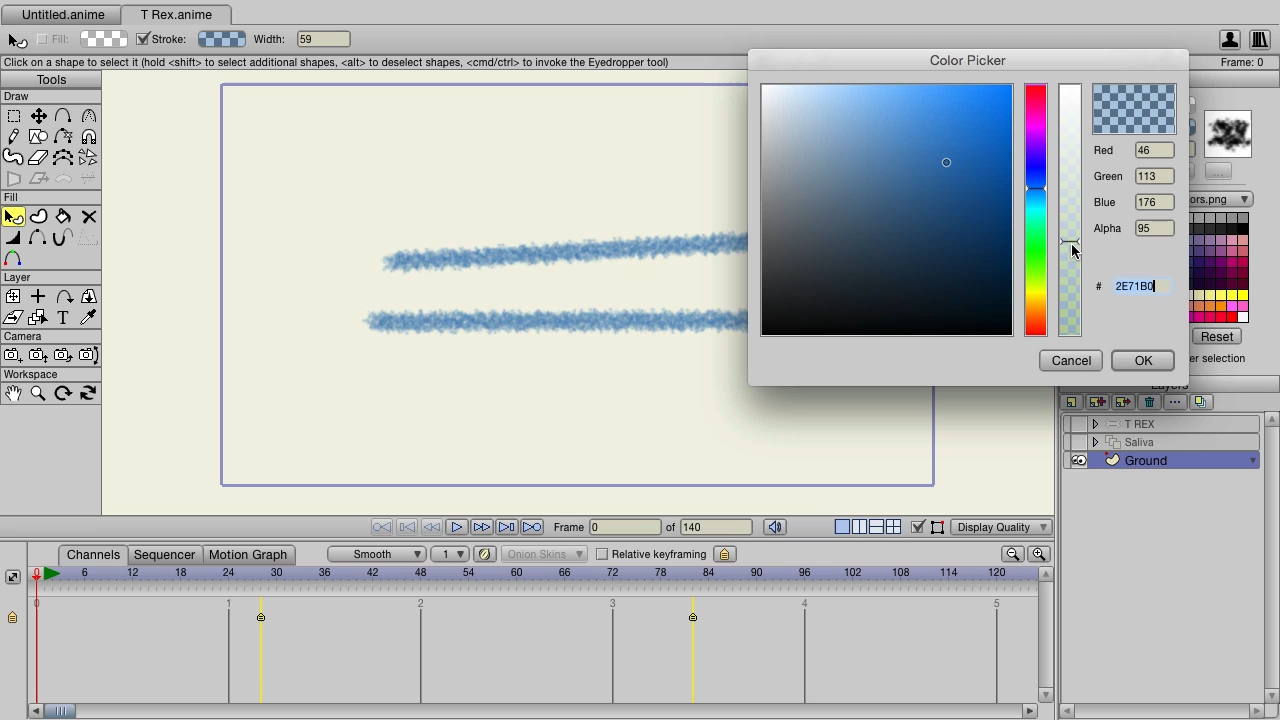 Untitled.anime
T Rex.anime
Fill:
Stroke:
Width:
59
Click on a shape to select it (hold <shift> to select additional shapes, <alt> to deselect shapes, <cmd/ctrl> to invoke the Eyedropper tool)
Frame: 0
Tools
Draw
Fill
Layer
Camera
Workspace
Color Picker
Red 46
Green 113
Blue 176
Alpha 95
# 2E71B0
Cancel
OK
...
ors.png
Reset
er selection
Layers
T REX
Saliva
Ground
Frame 0 of 140
Display Quality
Channels
Sequencer
Motion Graph
Smooth
1
Onion Skins
Relative keyframing
0 6 12 18 24 30 36 42 48 54 60 66 72 78 84 90 96 102 108 114 120
0 1 2 3 4 5